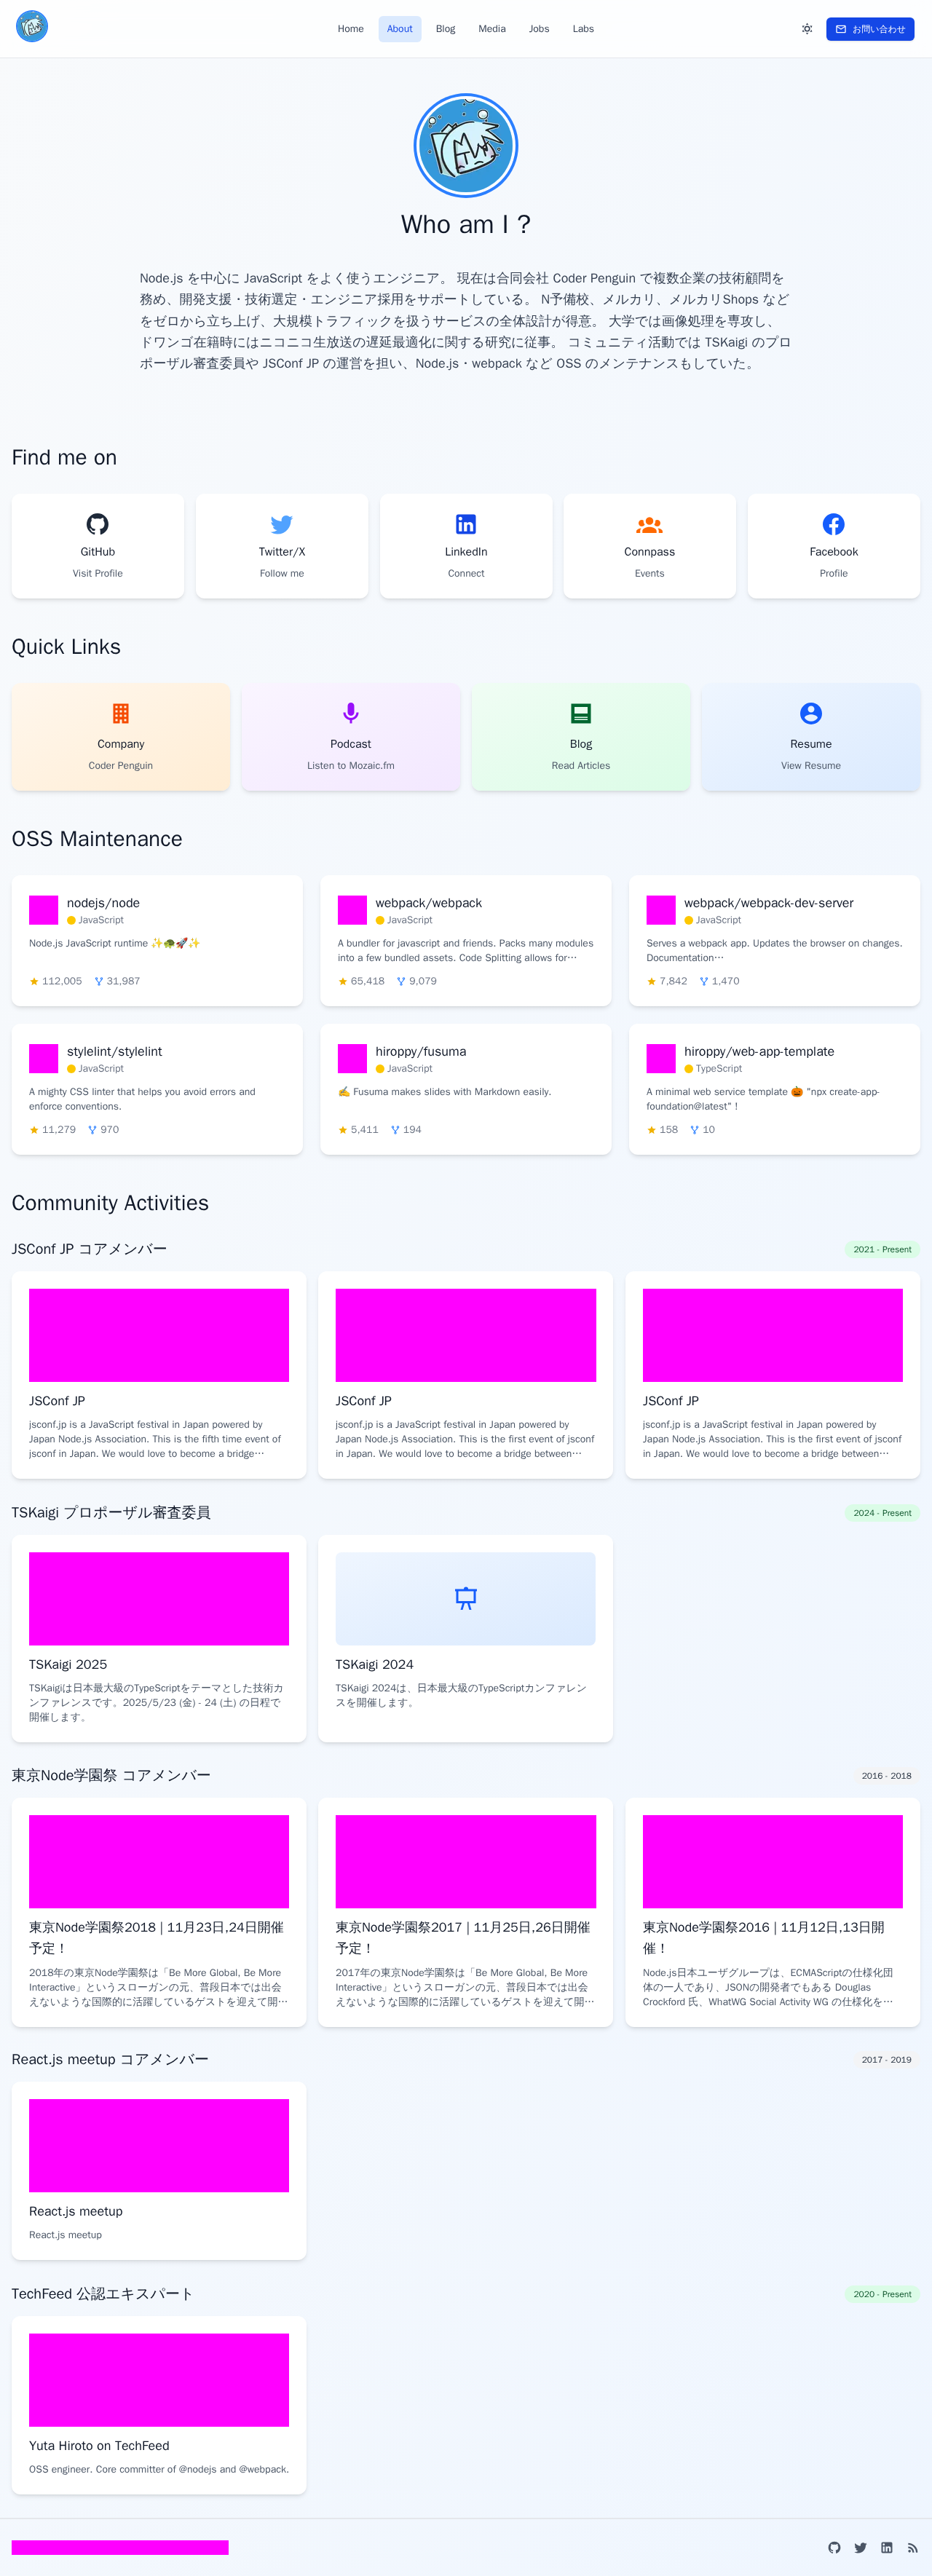 Home
About
Blog
Media
Jobs
Labs
お問い合わせ
Who am I ?
Node.js を中心に JavaScript をよく使うエンジニア。 現在は合同会社 Coder Penguin で複数企業の技術顧問を
務め、開発支援・技術選定・エンジニア採用をサポートしている。 N予備校、メルカリ、メルカリShops など
をゼロから立ち上げ、大規模トラフィックを扱うサービスの全体設計が得意。 大学では画像処理を専攻し、
ドワンゴ在籍時にはニコニコ生放送の遅延最適化に関する研究に従事。 コミュニティ活動では TSKaigi のプロ
ポーザル審査委員や JSConf JP の運営を担い、Node.js・webpack など OSS のメンテナンスもしていた。
Find me on
GitHub
Visit Profile
Twitter/X
Follow me
LinkedIn
Connect
Connpass
Events
Facebook
Profile
Quick Links
Company
Coder Penguin
Podcast
Listen to Mozaic.fm
Blog
Read Articles
Resume
View Resume
OSS Maintenance
nodejs/node
JavaScript
Node.js JavaScript runtime ✨🐢🚀✨
112,005
31,987
webpack/webpack
JavaScript
A bundler for javascript and friends. Packs many modules
into a few bundled assets. Code Splitting allows for…
65,418
9,079
webpack/webpack-dev-server
JavaScript
Serves a webpack app. Updates the browser on changes.
Documentation…
7,842
1,470
stylelint/stylelint
JavaScript
A mighty CSS linter that helps you avoid errors and
enforce conventions.
11,279
970
hiroppy/fusuma
JavaScript
✍️ Fusuma makes slides with Markdown easily.
5,411
194
hiroppy/web-app-template
TypeScript
A minimal web service template 🎃 "npx create-app-
foundation@latest" !
158
10
Community Activities
JSConf JP コアメンバー
2021 - Present
JSConf JP
jsconf.jp is a JavaScript festival in Japan powered by
Japan Node.js Association. This is the fifth time event of
jsconf in Japan. We would love to become a bridge…
JSConf JP
jsconf.jp is a JavaScript festival in Japan powered by
Japan Node.js Association. This is the first event of jsconf
in Japan. We would love to become a bridge between…
JSConf JP
jsconf.jp is a JavaScript festival in Japan powered by
Japan Node.js Association. This is the first event of jsconf
in Japan. We would love to become a bridge between…
TSKaigi プロポーザル審査委員
2024 - Present
TSKaigi 2025
TSKaigiは日本最大級のTypeScriptをテーマとした技術カ
ンファレンスです。2025/5/23 (金) - 24 (土) の日程で
開催します。
TSKaigi 2024
TSKaigi 2024は、日本最大級のTypeScriptカンファレン
スを開催します。
東京Node学園祭 コアメンバー
2016 - 2018
東京Node学園祭2018 | 11月23日,24日開催
予定！
2018年の東京Node学園祭は「Be More Global, Be More
Interactive」というスローガンの元、普段日本では出会
えないような国際的に活躍しているゲストを迎えて開…
東京Node学園祭2017 | 11月25日,26日開催
予定！
2017年の東京Node学園祭は「Be More Global, Be More
Interactive」というスローガンの元、普段日本では出会
えないような国際的に活躍しているゲストを迎えて開…
東京Node学園祭2016 | 11月12日,13日開
催！
Node.js日本ユーザグループは、ECMAScriptの仕様化団
体の一人であり、JSONの開発者でもある Douglas
Crockford 氏、WhatWG Social Activity WG の仕様化を…
React.js meetup コアメンバー
2017 - 2019
React.js meetup
React.js meetup
TechFeed 公認エキスパート
2020 - Present
Yuta Hiroto on TechFeed
OSS engineer. Core committer of @nodejs and @webpack.